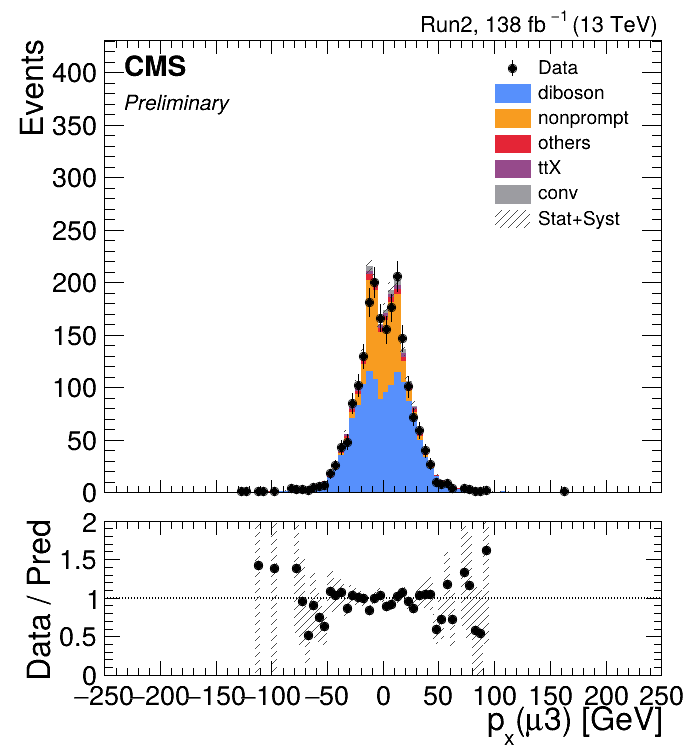 Run2, 138 fb⁻¹ (13 TeV)
CMS
Preliminary
Events
400
350
300
250
200
150
100
50
0
Data
diboson
nonprompt
others
ttX
conv
Stat+Syst
Data / Pred
2
1.5
1
0.5
0
−250 −200 −150 −100 −50 0 50 100 150 200 250
pₓ(μ3) [GeV]